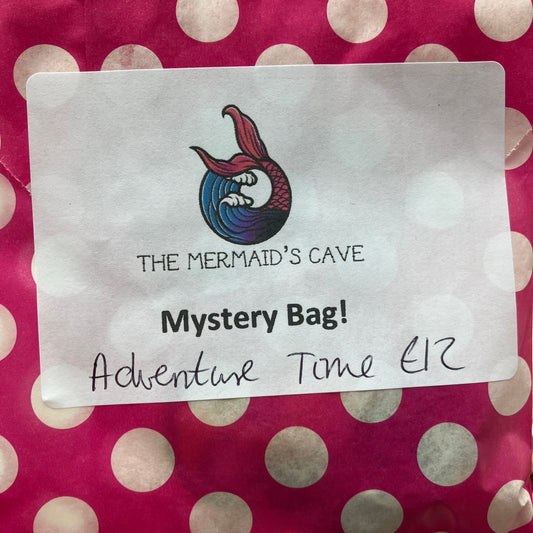 THE MERMAID'S CAVE
Mystery Bag!
Adventure Time £12